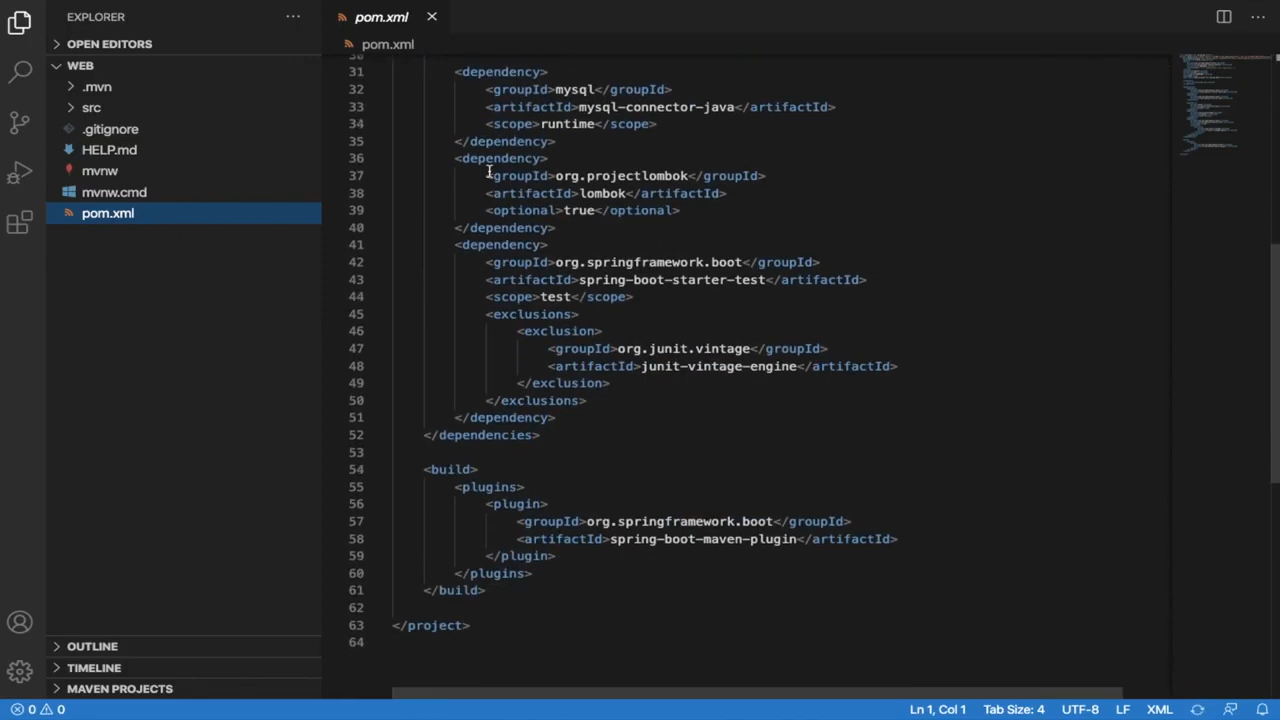 EXPLORER
pom.xml
OPEN EDITORS
pom.xml
WEB
.mvn
src
.gitignore
HELP.md
mvnw
mvnw.cmd
pom.xml
31 <dependency>
32 <groupId>mysql</groupId>
33 <artifactId>mysql-connector-java</artifactId>
34 <scope>runtime</scope>
35 </dependency>
36 <dependency>
37 <groupId>org.projectlombok</groupId>
38 <artifactId>lombok</artifactId>
39 <optional>true</optional>
40 </dependency>
41 <dependency>
42 <groupId>org.springframework.boot</groupId>
43 <artifactId>spring-boot-starter-test</artifactId>
44 <scope>test</scope>
45 <exclusions>
46 <exclusion>
47 <groupId>org.junit.vintage</groupId>
48 <artifactId>junit-vintage-engine</artifactId>
49 </exclusion>
50 </exclusions>
51 </dependency>
52 </dependencies>
53
54 <build>
55 <plugins>
56 <plugin>
57 <groupId>org.springframework.boot</groupId>
58 <artifactId>spring-boot-maven-plugin</artifactId>
59 </plugin>
60 </plugins>
61 </build>
62
63 </project>
64
OUTLINE
TIMELINE
MAVEN PROJECTS
0 0
Ln 1, Col 1 Tab Size: 4 UTF-8 LF XML